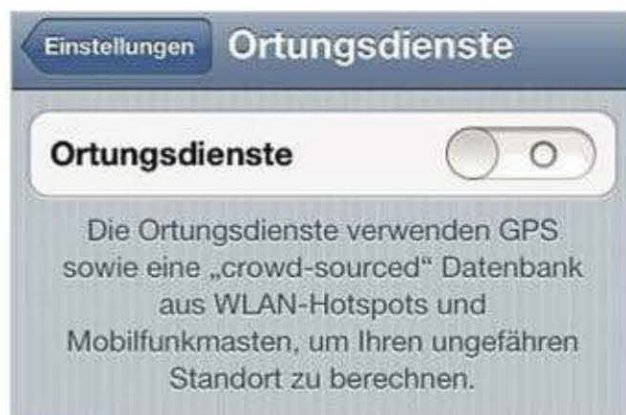 Einstellungen Ortungsdienste
Ortungsdienste
Die Ortungsdienste verwenden GPS
sowie eine „crowd-sourced“ Datenbank
aus WLAN-Hotspots und
Mobilfunkmasten, um Ihren ungefähren
Standort zu berechnen.